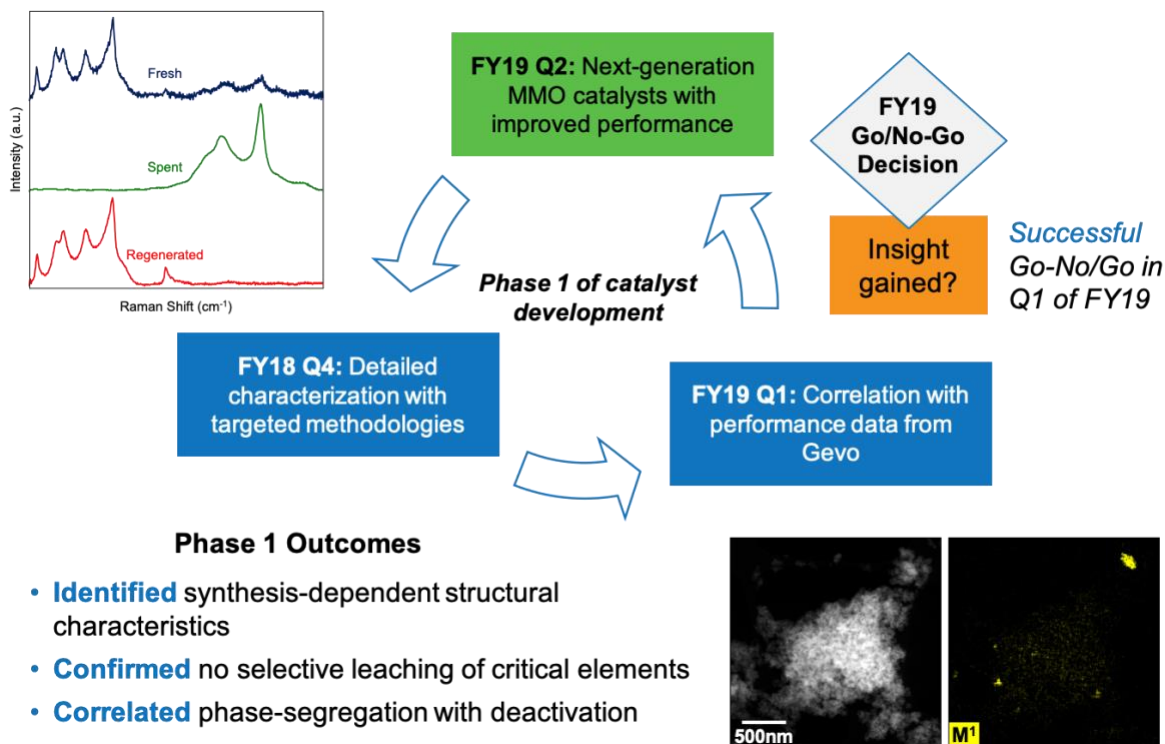 Intensity (a.u.)
Fresh
Spent
Regenerated
Raman Shift (cm⁻¹)
FY19 Q2: Next-generation
MMO catalysts with
improved performance
FY19
Go/No-Go
Decision
Insight
gained?
Successful
Go-No/Go in
Q1 of FY19
Phase 1 of catalyst
development
FY18 Q4: Detailed
characterization with
targeted methodologies
FY19 Q1: Correlation with
performance data from
Gevo
Phase 1 Outcomes
• Identified synthesis-dependent structural
characteristics
• Confirmed no selective leaching of critical elements
• Correlated phase-segregation with deactivation
500nm
M¹